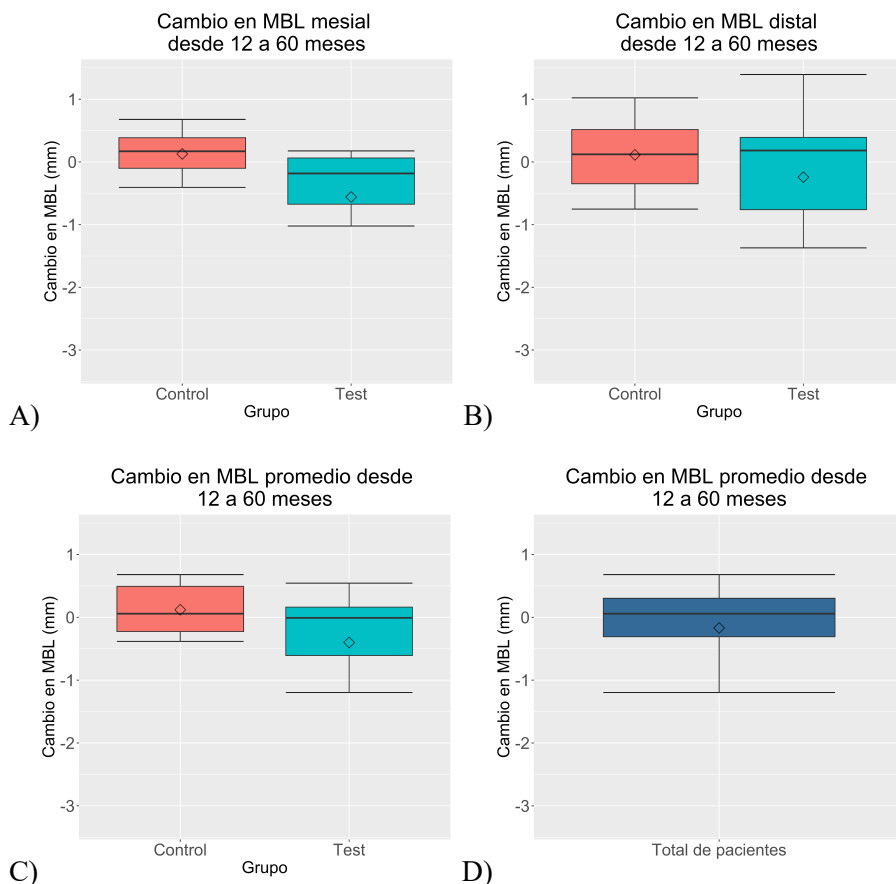 Cambio en MBL mesial
desde 12 a 60 meses
Cambio en MBL (mm)
1
0
-1
-2
-3
Control
Test
Grupo
A)
Cambio en MBL distal
desde 12 a 60 meses
Cambio en MBL (mm)
1
0
-1
-2
-3
Control
Test
Grupo
B)
Cambio en MBL promedio desde
12 a 60 meses
Cambio en MBL (mm)
1
0
-1
-2
-3
Control
Test
Grupo
C)
Cambio en MBL promedio desde
12 a 60 meses
Cambio en MBL (mm)
1
0
-1
-2
-3
Total de pacientes
D)